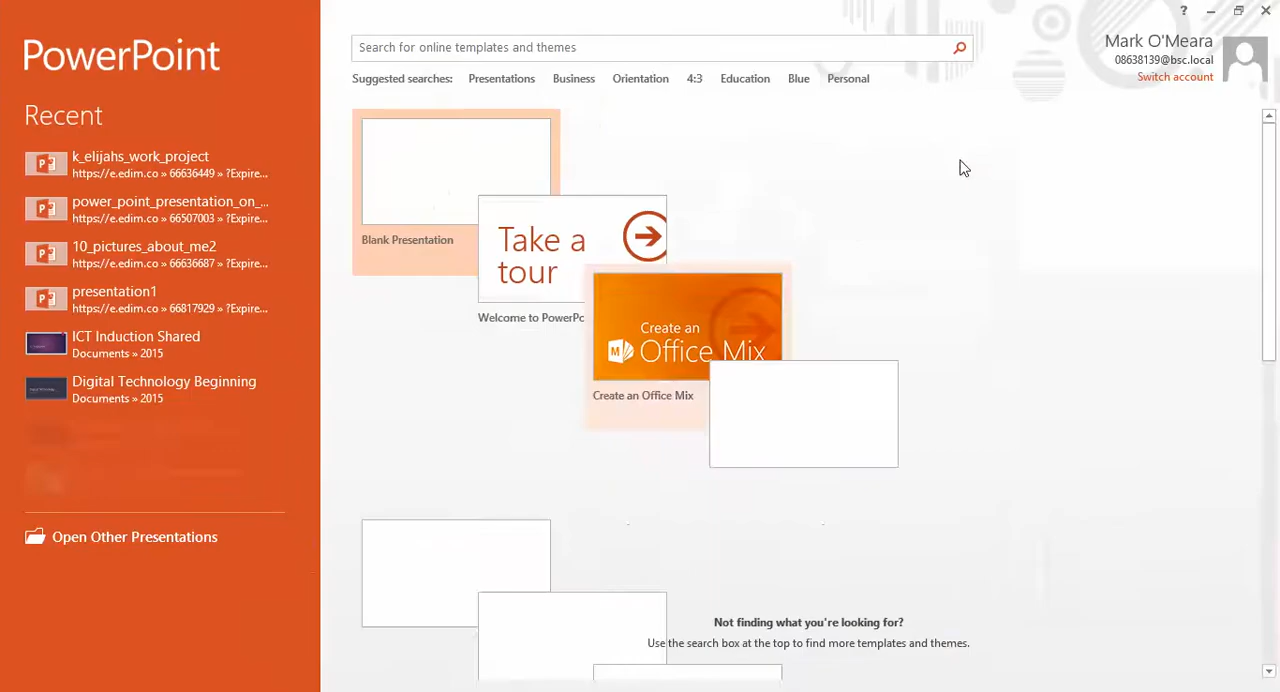 ?
PowerPoint
Recent
k_elijahs_work_project
https://e.edim.co » 66636449 » ?Expire...
power_point_presentation_on_...
https://e.edim.co » 66507003 » ?Expire...
10_pictures_about_me2
https://e.edim.co » 66636687 » ?Expire...
presentation1
https://e.edim.co » 66817929 » ?Expire...
ICT Induction Shared
Documents » 2015
Digital Technology Beginning
Documents » 2015
Open Other Presentations
Search for online templates and themes
Mark O'Meara
08638139@bsc.local
Switch account
Suggested searches: Presentations Business Orientation 4:3 Education Blue Personal
Blank Presentation
Take a
tour
Welcome to PowerPo
Create an
Office Mix
Create an Office Mix
Not finding what you're looking for?
Use the search box at the top to find more templates and themes.